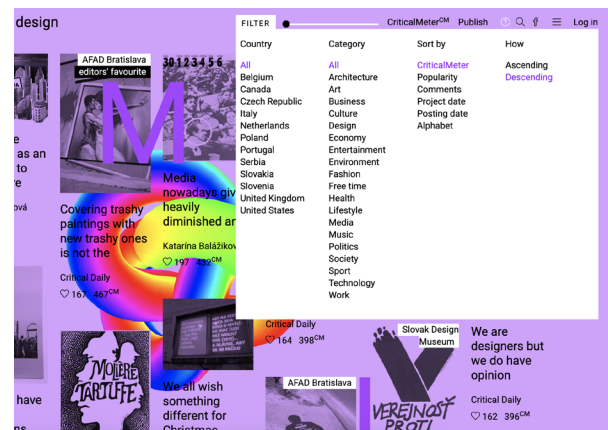 design
FILTER
CriticalMeterCM
Publish
Log in
Country
All
Belgium
Canada
Czech Republic
Italy
Netherlands
Poland
Portugal
Serbia
Slovakia
Slovenia
United Kingdom
United States
Category
All
Architecture
Art
Business
Culture
Design
Economy
Entertainment
Environment
Fashion
Free time
Health
Lifestyle
Media
Music
Politics
Society
Sport
Technology
Work
Sort by
CriticalMeter
Popularity
Comments
Project date
Posting date
Alphabet
How
Ascending
Descending
as an
to
AFAD Bratislava
editors' favourite
M
Covering trashy
paintings with
new trashy ones
is not the
Critical Daily
167 467CM
30123456
Media
nowadays giv
heavily
diminished ar
Katarína Balážikov
197 432CM
have
MOLIÈRE
TARTUFFE
We all wish
something
different for
Christmas
Critical Daily
164 398CM
AFAD Bratislava
Slovak Design
Museum
VEREJNOSŤ
PROTI
We are
designers but
we do have
opinion
Critical Daily
162 396CM